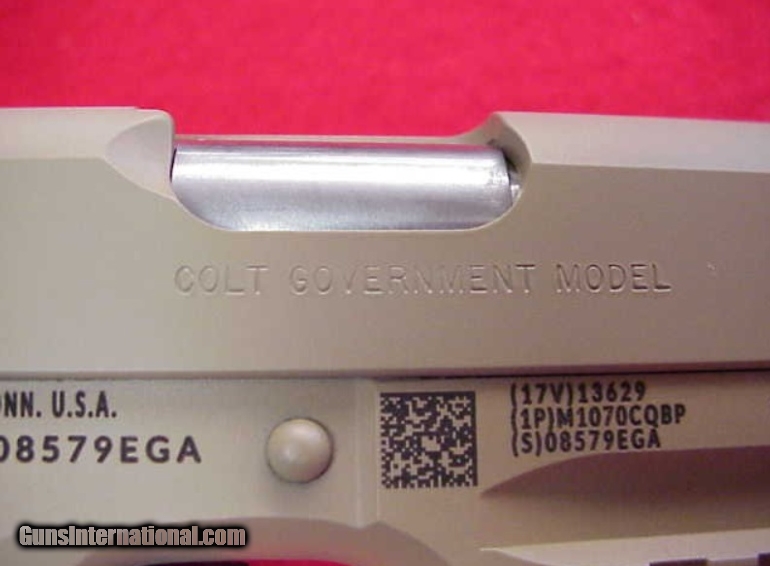 COLT GOVERNMENT MODEL
ONN. U.S.A.
08579EGA
(17V)13629
(1P)M1070CQBP
(S)08579EGA
GunsInternational.com